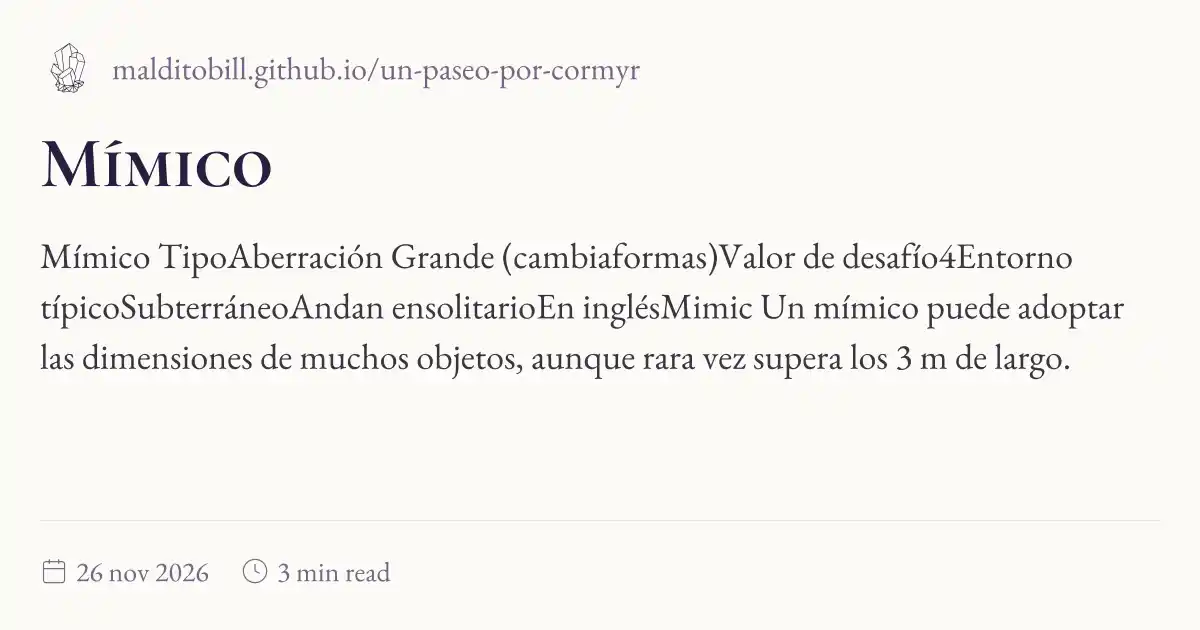 malditobill.github.io/un-paseo-por-cormyr
Mímico
Mímico TipoAberración Grande (cambiaformas)Valor de desafío4Entorno
típicoSubterráneoAndan ensolitarioEn inglésMimic Un mímico puede adoptar
las dimensiones de muchos objetos, aunque rara vez supera los 3 m de largo.
26 nov 2026 3 min read